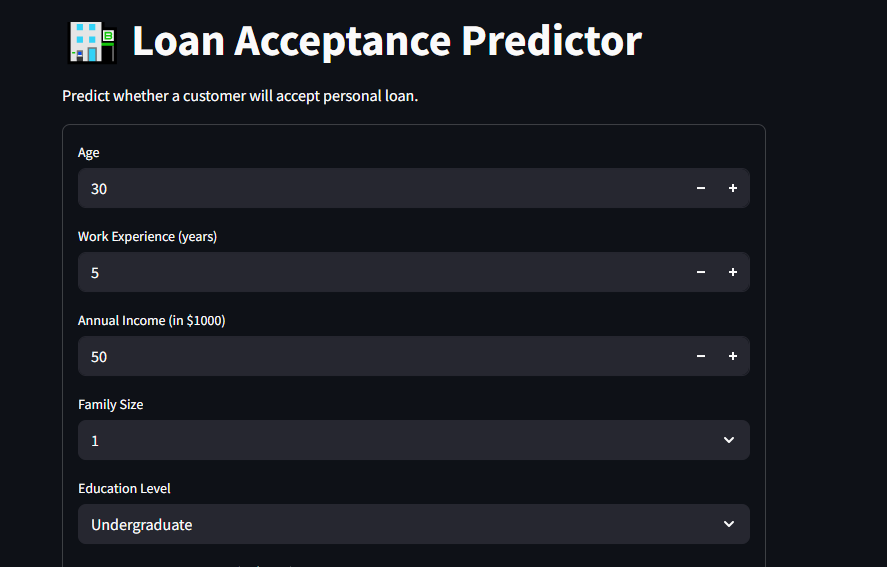 Loan Acceptance Predictor
Predict whether a customer will accept personal loan.
Age
30
Work Experience (years)
5
Annual Income (in $1000)
50
Family Size
1
Education Level
Undergraduate